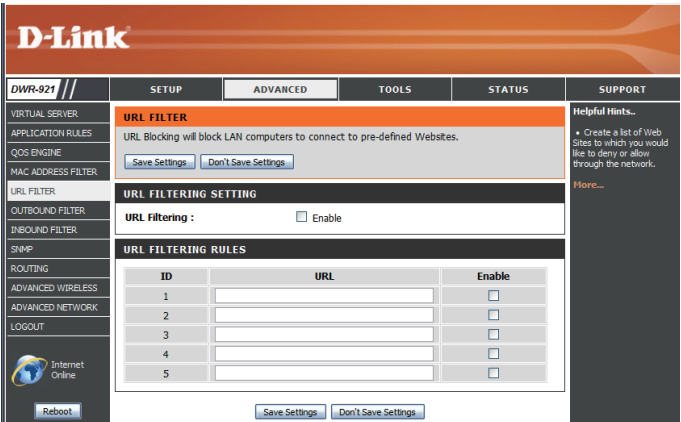 D-Link
DWR-921
SETUP
ADVANCED
TOOLS
STATUS
SUPPORT
VIRTUAL SERVER
APPLICATION RULES
QOS ENGINE
MAC ADDRESS FILTER
URL FILTER
OUTBOUND FILTER
INBOUND FILTER
SNMP
ROUTING
ADVANCED WIRELESS
ADVANCED NETWORK
LOGOUT
Internet
Online
Reboot
URL FILTER
URL Blocking will block LAN computers to connect to pre-defined Websites.
Save Settings
Don't Save Settings
URL FILTERING SETTING
URL Filtering :
Enable
URL FILTERING RULES
ID URL Enable
1
2
3
4
5
Save Settings
Don't Save Settings
Helpful Hints..
• Create a list of Web
Sites to which you would
like to deny or allow
through the network.
More...